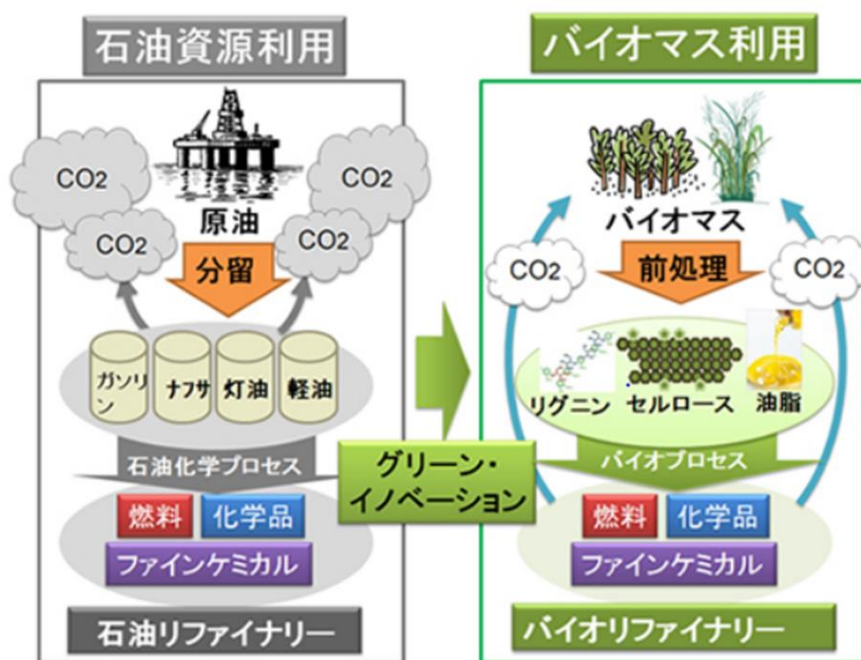 石油資源利用
CO2
CO2
CO2
CO2
原油
分留
ガソリ
ン
ナフサ
灯油
軽油
石油化学プロセス
燃料
化学品
ファインケミカル
石油リファイナリー
グリーン・
イノベーション
バイオマス利用
バイオマス
CO2
前処理
CO2
リグニン
セルロース
油脂
バイオプロセス
燃料
化学品
ファインケミカル
バイオリファイナリー